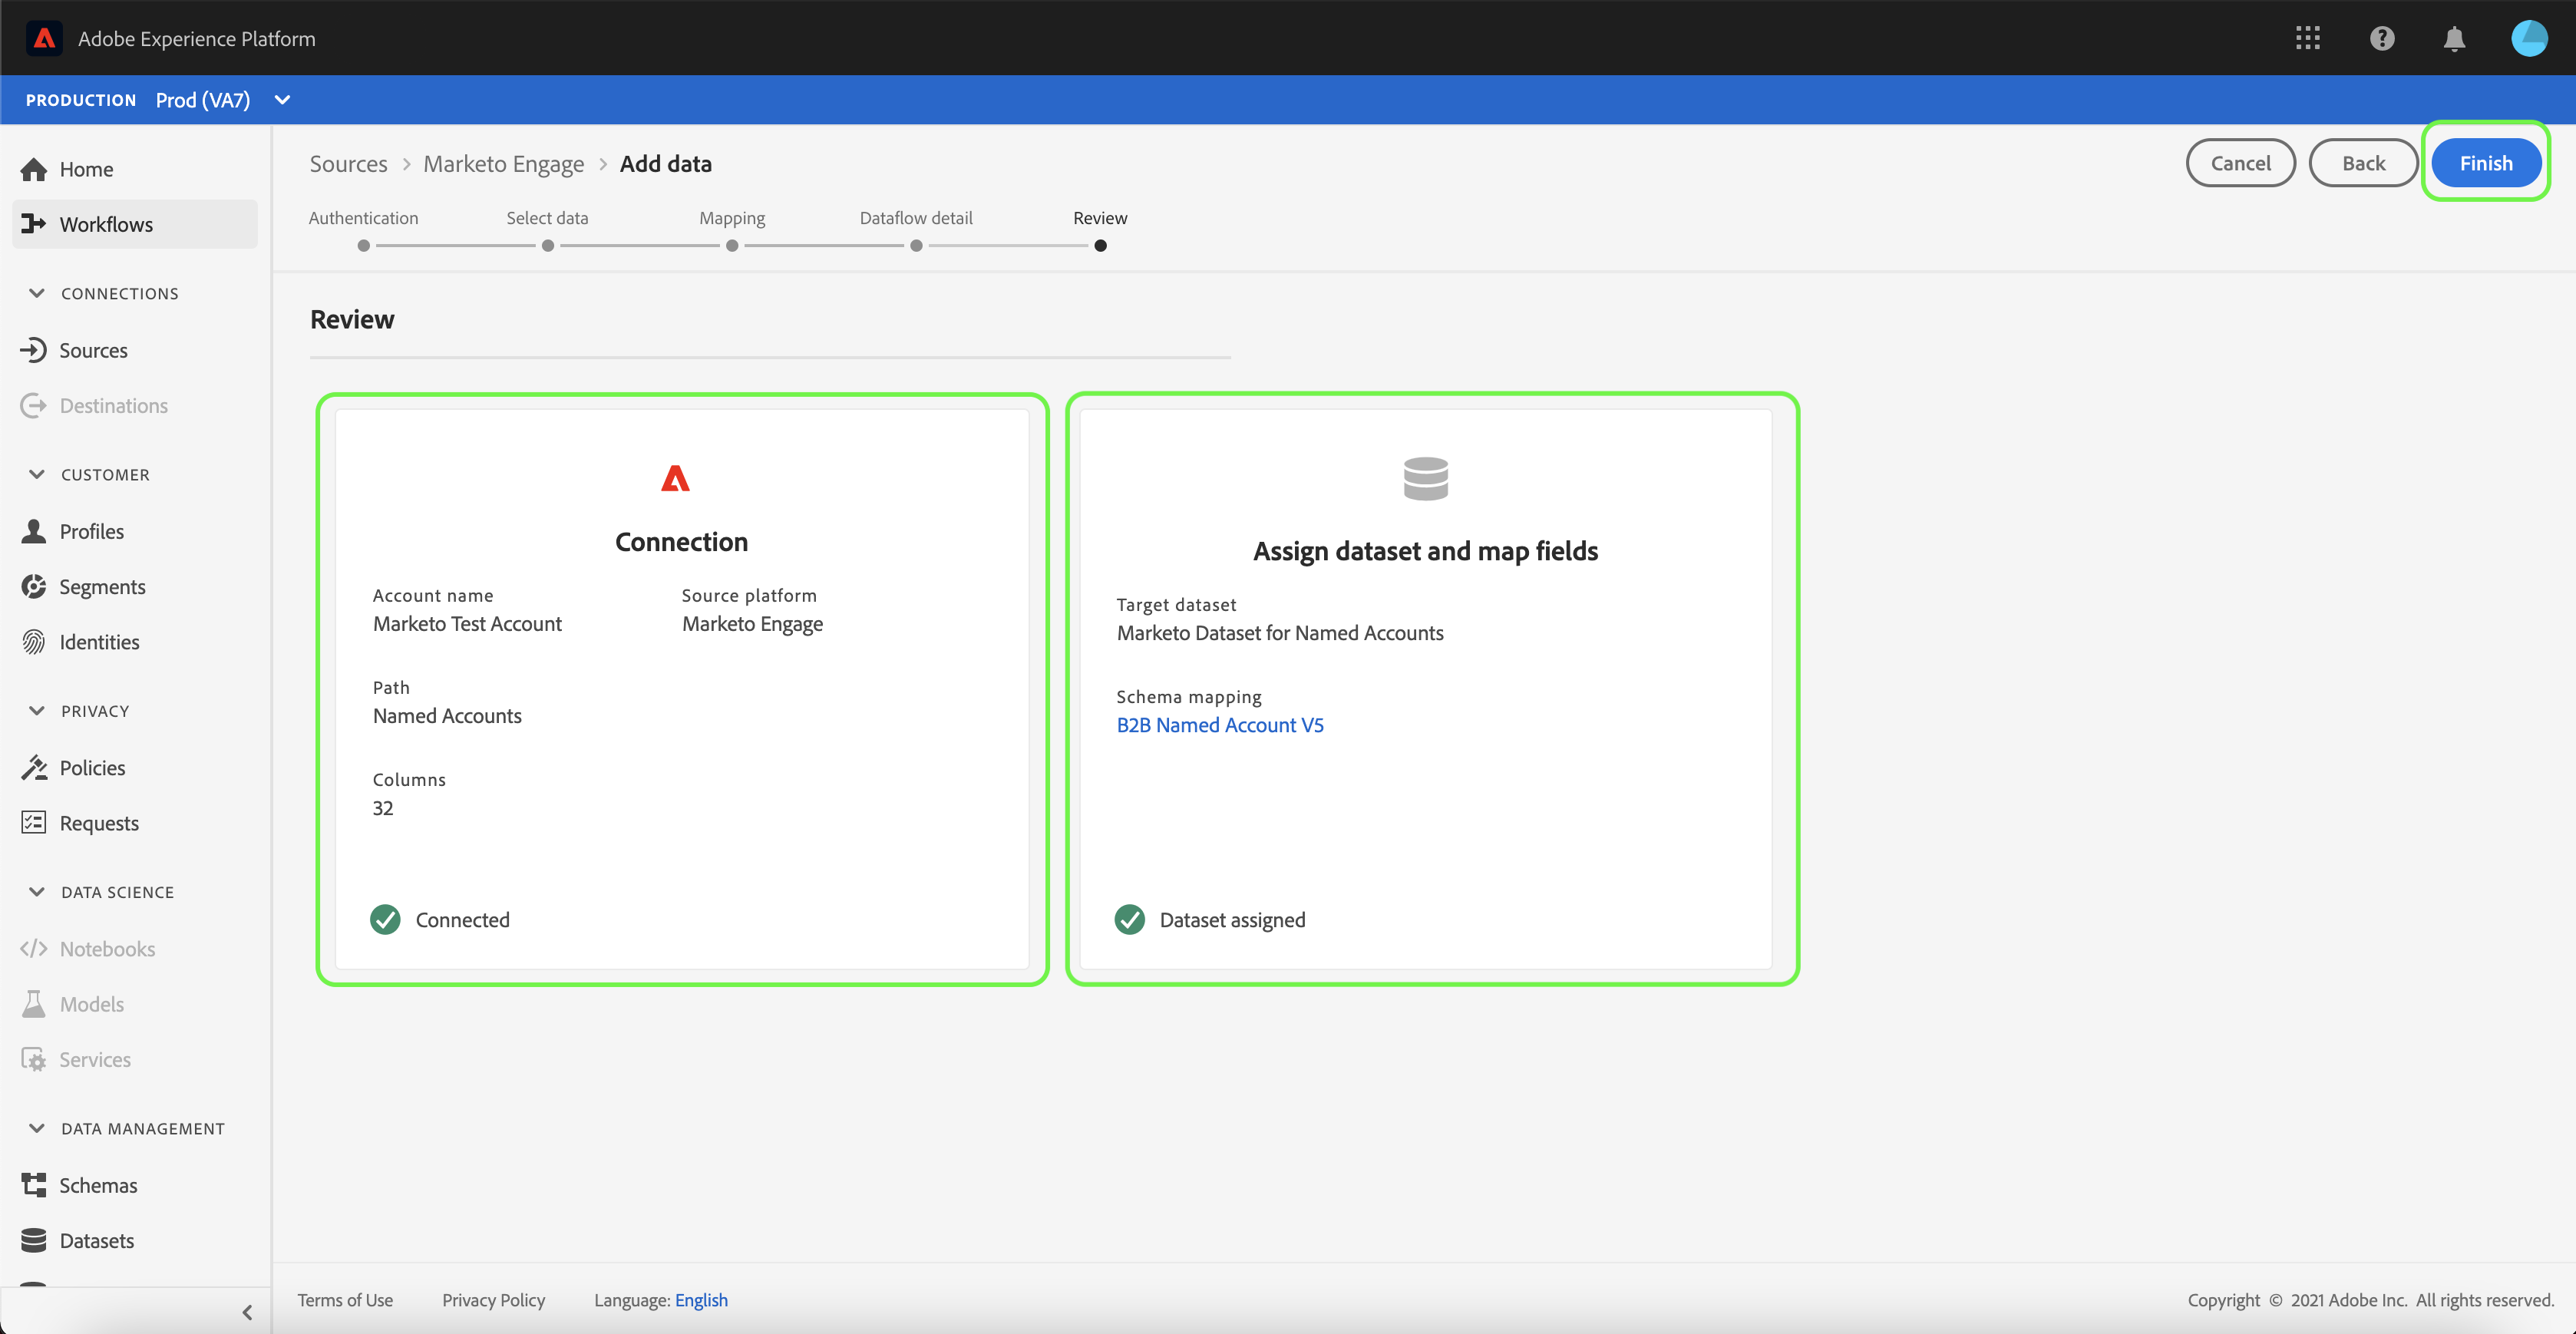 Adobe Experience Platform
PRODUCTION Prod (VA7)
Home
Workflows
CONNECTIONS
Sources
Destinations
CUSTOMER
Profiles
Segments
Identities
PRIVACY
Policies
Requests
DATA SCIENCE
Notebooks
Models
Services
DATA MANAGEMENT
Schemas
Datasets
Sources > Marketo Engage > Add data
Cancel Back Finish
Authentication Select data Mapping Dataflow detail Review
Review
Connection
Account name Source platform
Marketo Test Account Marketo Engage
Path
Named Accounts
Columns
32
Connected
Assign dataset and map fields
Target dataset
Marketo Dataset for Named Accounts
Schema mapping
B2B Named Account V5
Dataset assigned
Terms of Use Privacy Policy Language: English
Copyright © 2021 Adobe Inc. All rights reserved.